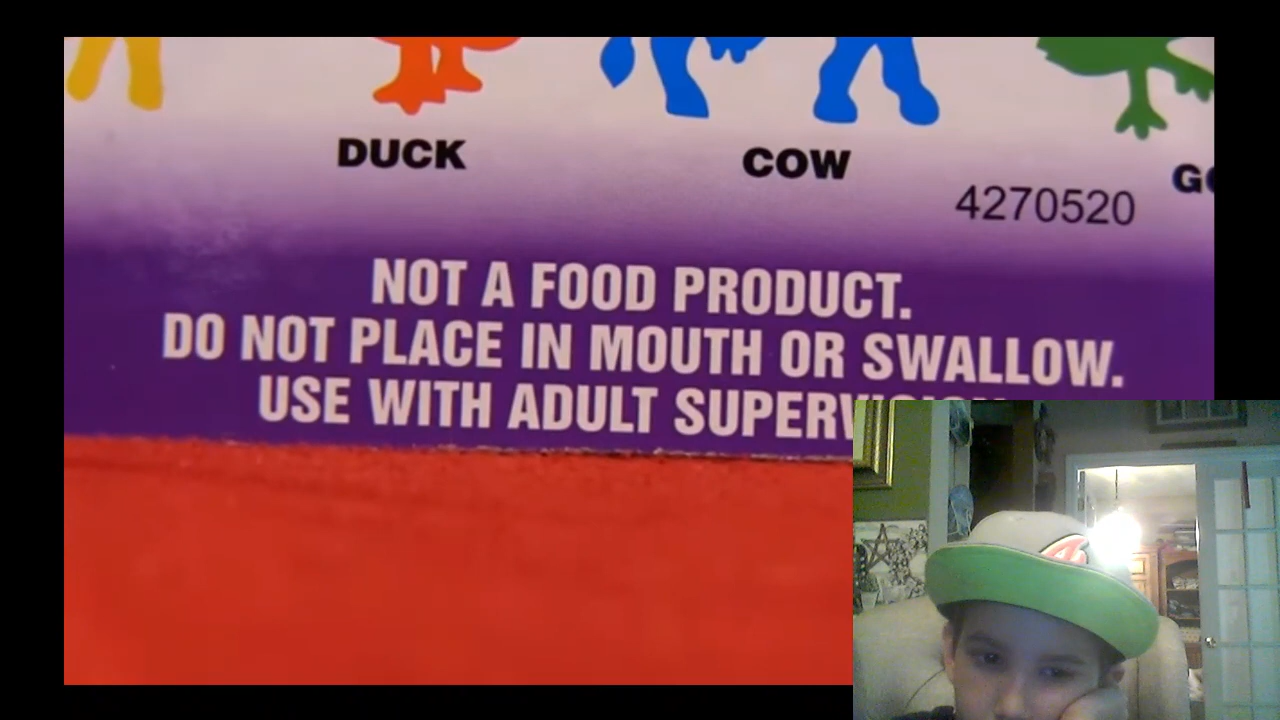 DUCK
COW
4270520
NOT A FOOD PRODUCT.
DO NOT PLACE IN MOUTH OR SWALLOW.
USE WITH ADULT